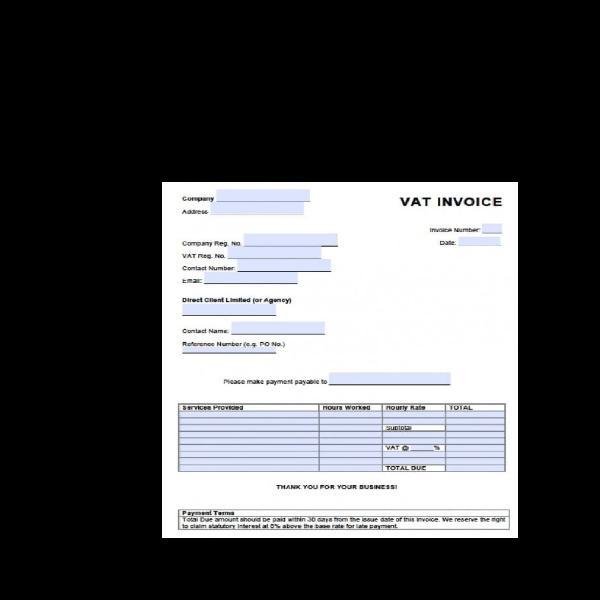 Company
VAT INVOICE
Address
Invoice Number:
Date:
Company Reg. No.
VAT Reg. No.
Contact Number:
Email:
Direct Client Limited (or Agency)
Contact Name:
Reference Number (e.g. PO No.)
Please make payment payable to
Services Provided Hours Worked Hourly Rate TOTAL
Subtotal
VAT @ ______%
TOTAL DUE
THANK YOU FOR YOUR BUSINESS!
Payment Terms
Total Due amount should be paid within 30 days from the issue date of this invoice. We reserve the right
to claim statutory interest at 8% above the base rate for late payment.